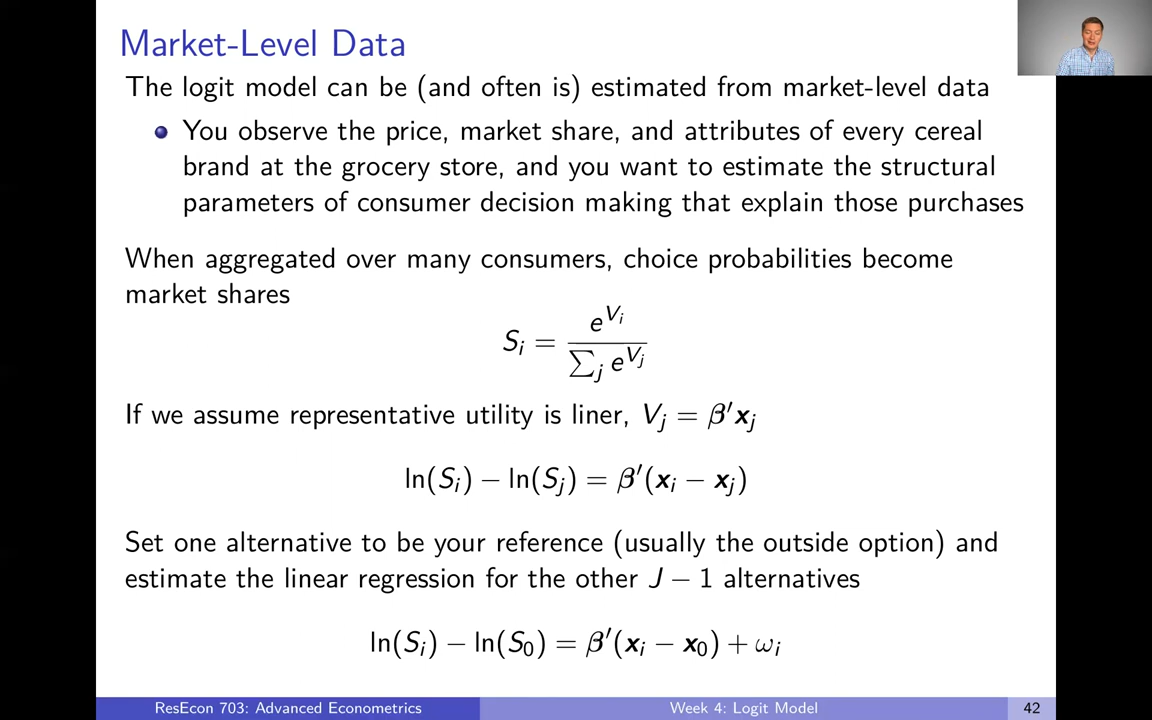 Market-Level Data
The logit model can be (and often is) estimated from market-level data
You observe the price, market share, and attributes of every cereal
brand at the grocery store, and you want to estimate the structural
parameters of consumer decision making that explain those purchases
When aggregated over many consumers, choice probabilities become
market shares
S_i = e^{V_i} / ∑_j e^{V_j}
If we assume representative utility is liner, V_j = β′x_j
ln(S_i) − ln(S_j) = β′(x_i − x_j)
Set one alternative to be your reference (usually the outside option) and
estimate the linear regression for the other J − 1 alternatives
ln(S_i) − ln(S_0) = β′(x_i − x_0) + ω_i
ResEcon 703: Advanced Econometrics
Week 4: Logit Model
42